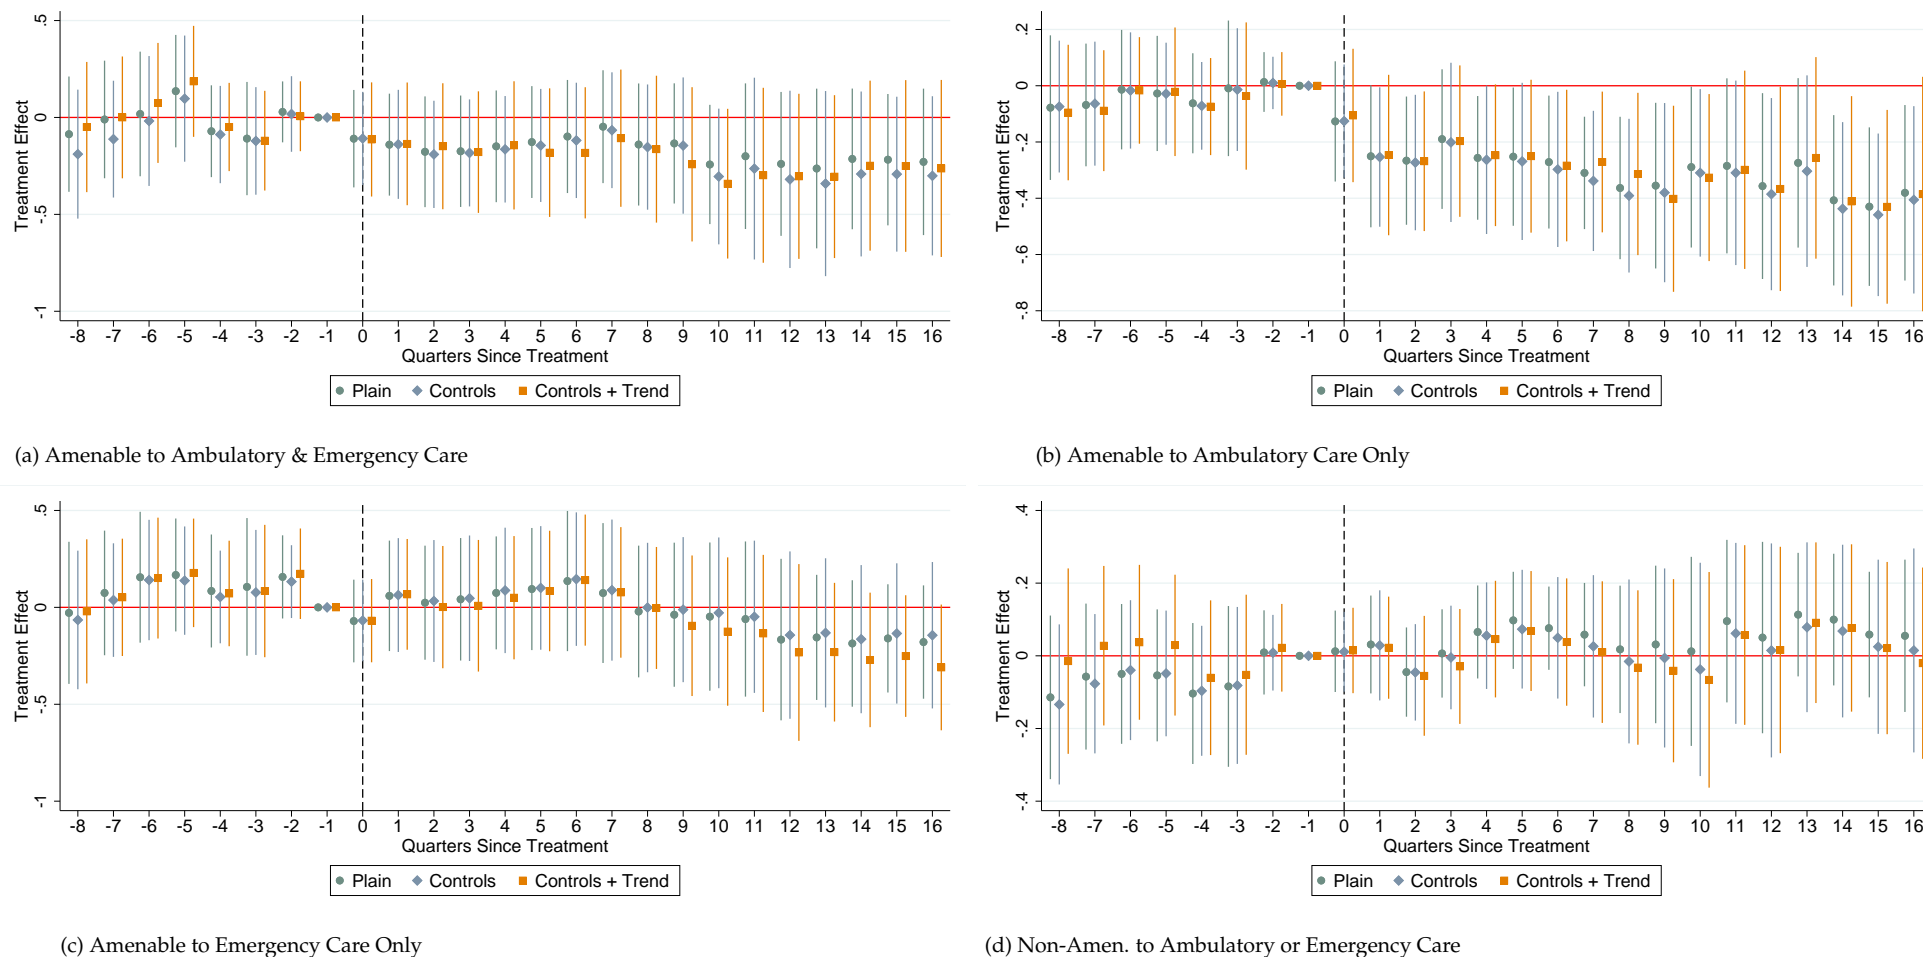 .5
0
-.5
-1
Treatment Effect
-8 -7 -6 -5 -4 -3 -2 -1 0 1 2 3 4 5 6 7 8 9 10 11 12 13 14 15 16
Quarters Since Treatment
Plain Controls Controls + Trend
(a) Amenable to Ambulatory & Emergency Care
.2
0
-.2
-.4
-.6
-.8
Treatment Effect
-8 -7 -6 -5 -4 -3 -2 -1 0 1 2 3 4 5 6 7 8 9 10 11 12 13 14 15 16
Quarters Since Treatment
Plain Controls Controls + Trend
(b) Amenable to Ambulatory Care Only
.5
0
-.5
-1
Treatment Effect
-8 -7 -6 -5 -4 -3 -2 -1 0 1 2 3 4 5 6 7 8 9 10 11 12 13 14 15 16
Quarters Since Treatment
Plain Controls Controls + Trend
(c) Amenable to Emergency Care Only
.4
.2
0
-.2
-.4
Treatment Effect
-8 -7 -6 -5 -4 -3 -2 -1 0 1 2 3 4 5 6 7 8 9 10 11 12 13 14 15 16
Quarters Since Treatment
Plain Controls Controls + Trend
(d) Non-Amen. to Ambulatory or Emergency Care